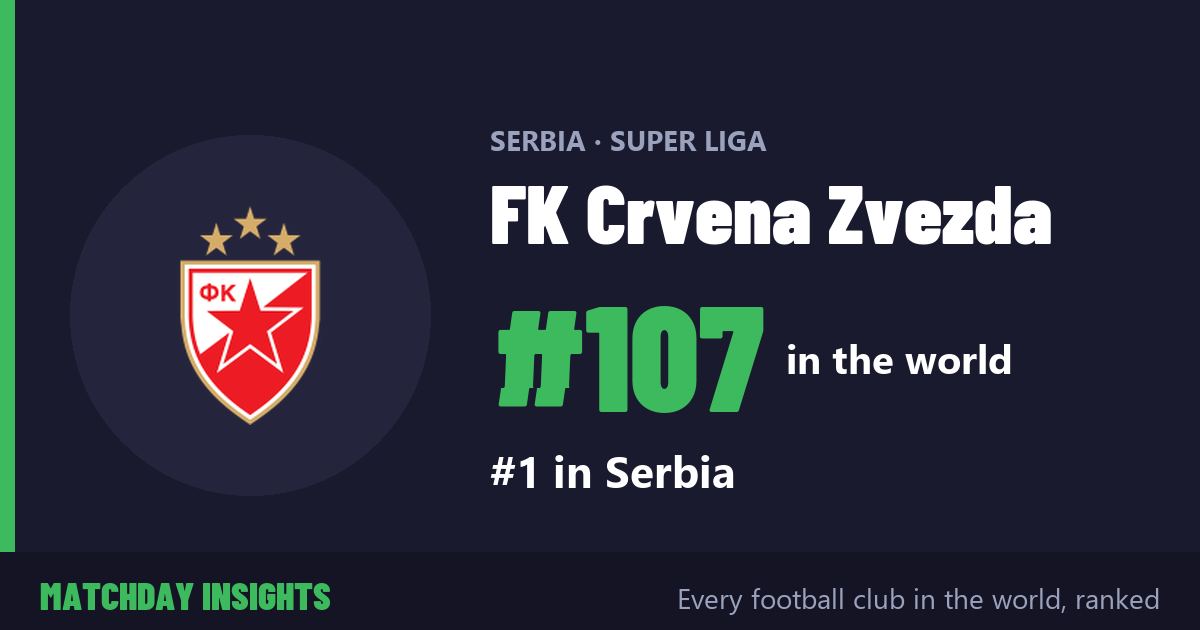 SERBIA · SUPER LIGA
FK Crvena Zvezda
ФК
#107 in the world
#1 in Serbia
MATCHDAY INSIGHTS
Every football club in the world, ranked